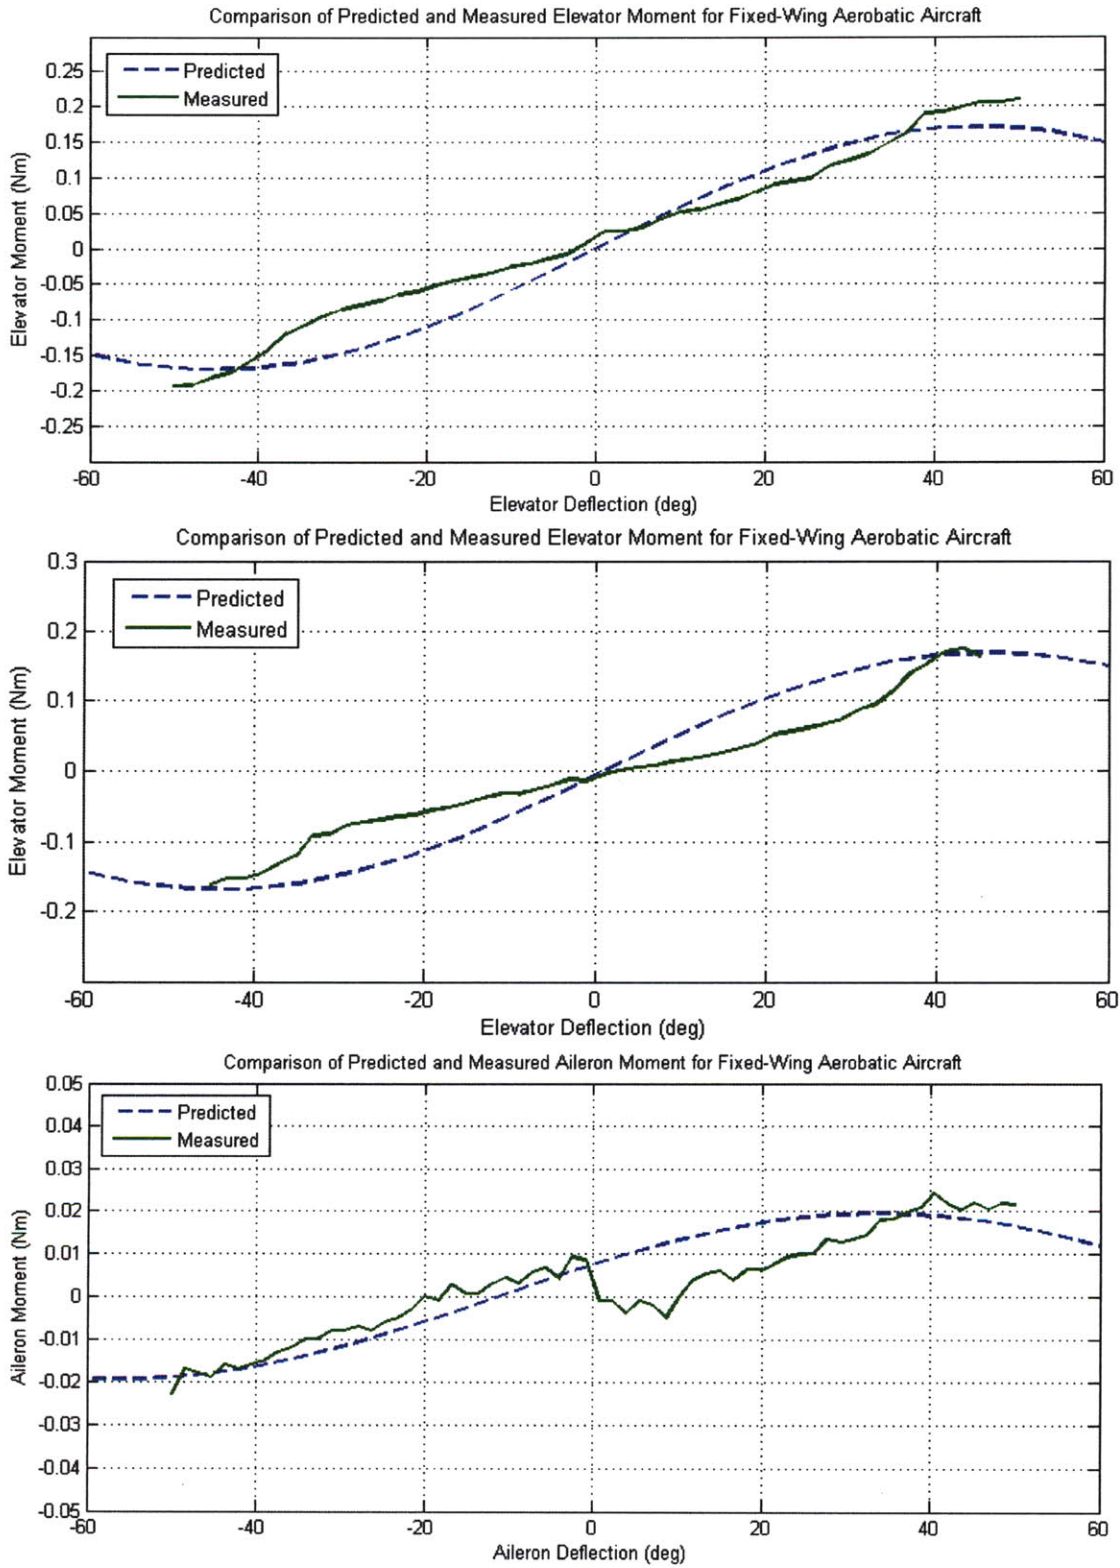 Comparison of Predicted and Measured Elevator Moment for Fixed-Wing Aerobatic Aircraft
Predicted
Measured
0.25
0.2
0.15
0.1
0.05
0
-0.05
-0.1
-0.15
-0.2
-0.25
Elevator Moment (Nm)
-60 -40 -20 0 20 40 60
Elevator Deflection (deg)
Comparison of Predicted and Measured Elevator Moment for Fixed-Wing Aerobatic Aircraft
Predicted
Measured
0.3
0.2
0.1
0
-0.1
-0.2
Elevator Moment (Nm)
-60 -40 -20 0 20 40 60
Elevator Deflection (deg)
Comparison of Predicted and Measured Aileron Moment for Fixed-Wing Aerobatic Aircraft
Predicted
Measured
0.05
0.04
0.03
0.02
0.01
0
-0.01
-0.02
-0.03
-0.04
-0.05
Aileron Moment (Nm)
-60 -40 -20 0 20 40 60
Aileron Deflection (deg)